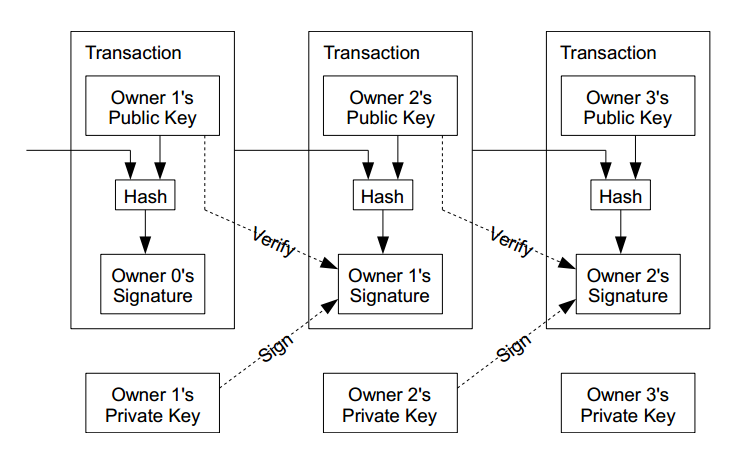 Transaction
Transaction
Transaction
Owner 1's
Public Key
Owner 2's
Public Key
Owner 3's
Public Key
Hash
Hash
Hash
Verify
Verify
Owner 0's
Signature
Owner 1's
Signature
Owner 2's
Signature
Sign
Sign
Owner 1's
Private Key
Owner 2's
Private Key
Owner 3's
Private Key